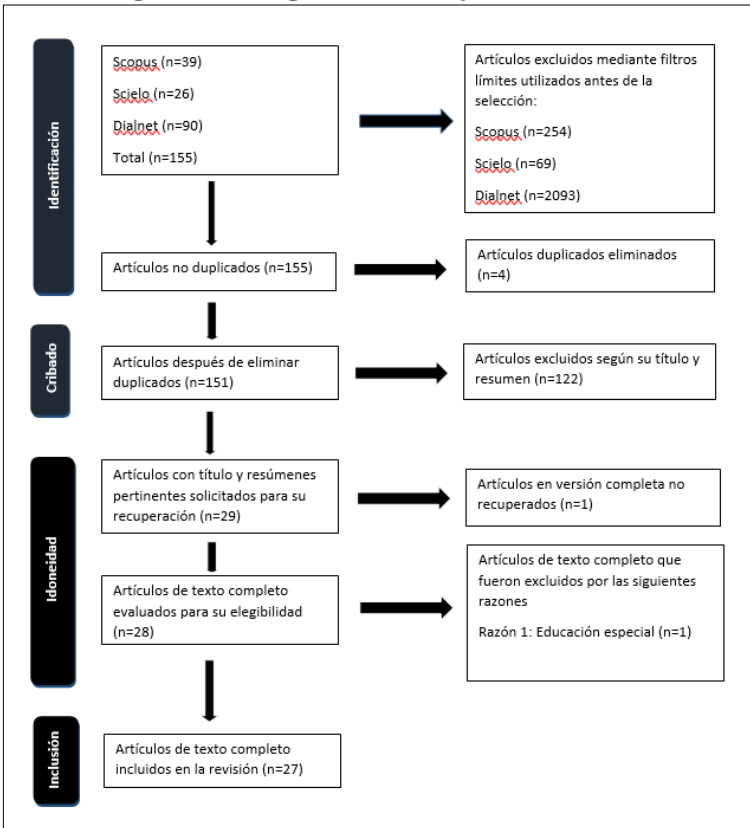 Identificación
Scopus (n=39)
Scielo (n=26)
Dialnet (n=90)
Total (n=155)
Artículos excluidos mediante filtros
límites utilizados antes de la
selección:
Scopus (n=254)
Scielo (n=69)
Dialnet (n=2093)
Artículos no duplicados (n=155)
Artículos duplicados eliminados
(n=4)
Cribado
Artículos después de eliminar
duplicados (n=151)
Artículos excluidos según su título y
resumen (n=122)
Idoneidad
Artículos con título y resúmenes
pertinentes solicitados para su
recuperación (n=29)
Artículos en versión completa no
recuperados (n=1)
Artículos de texto completo
evaluados para su elegibilidad
(n=28)
Artículos de texto completo que
fueron excluidos por las siguientes
razones
Razón 1: Educación especial (n=1)
Inclusión
Artículos de texto completo
incluidos en la revisión (n=27)